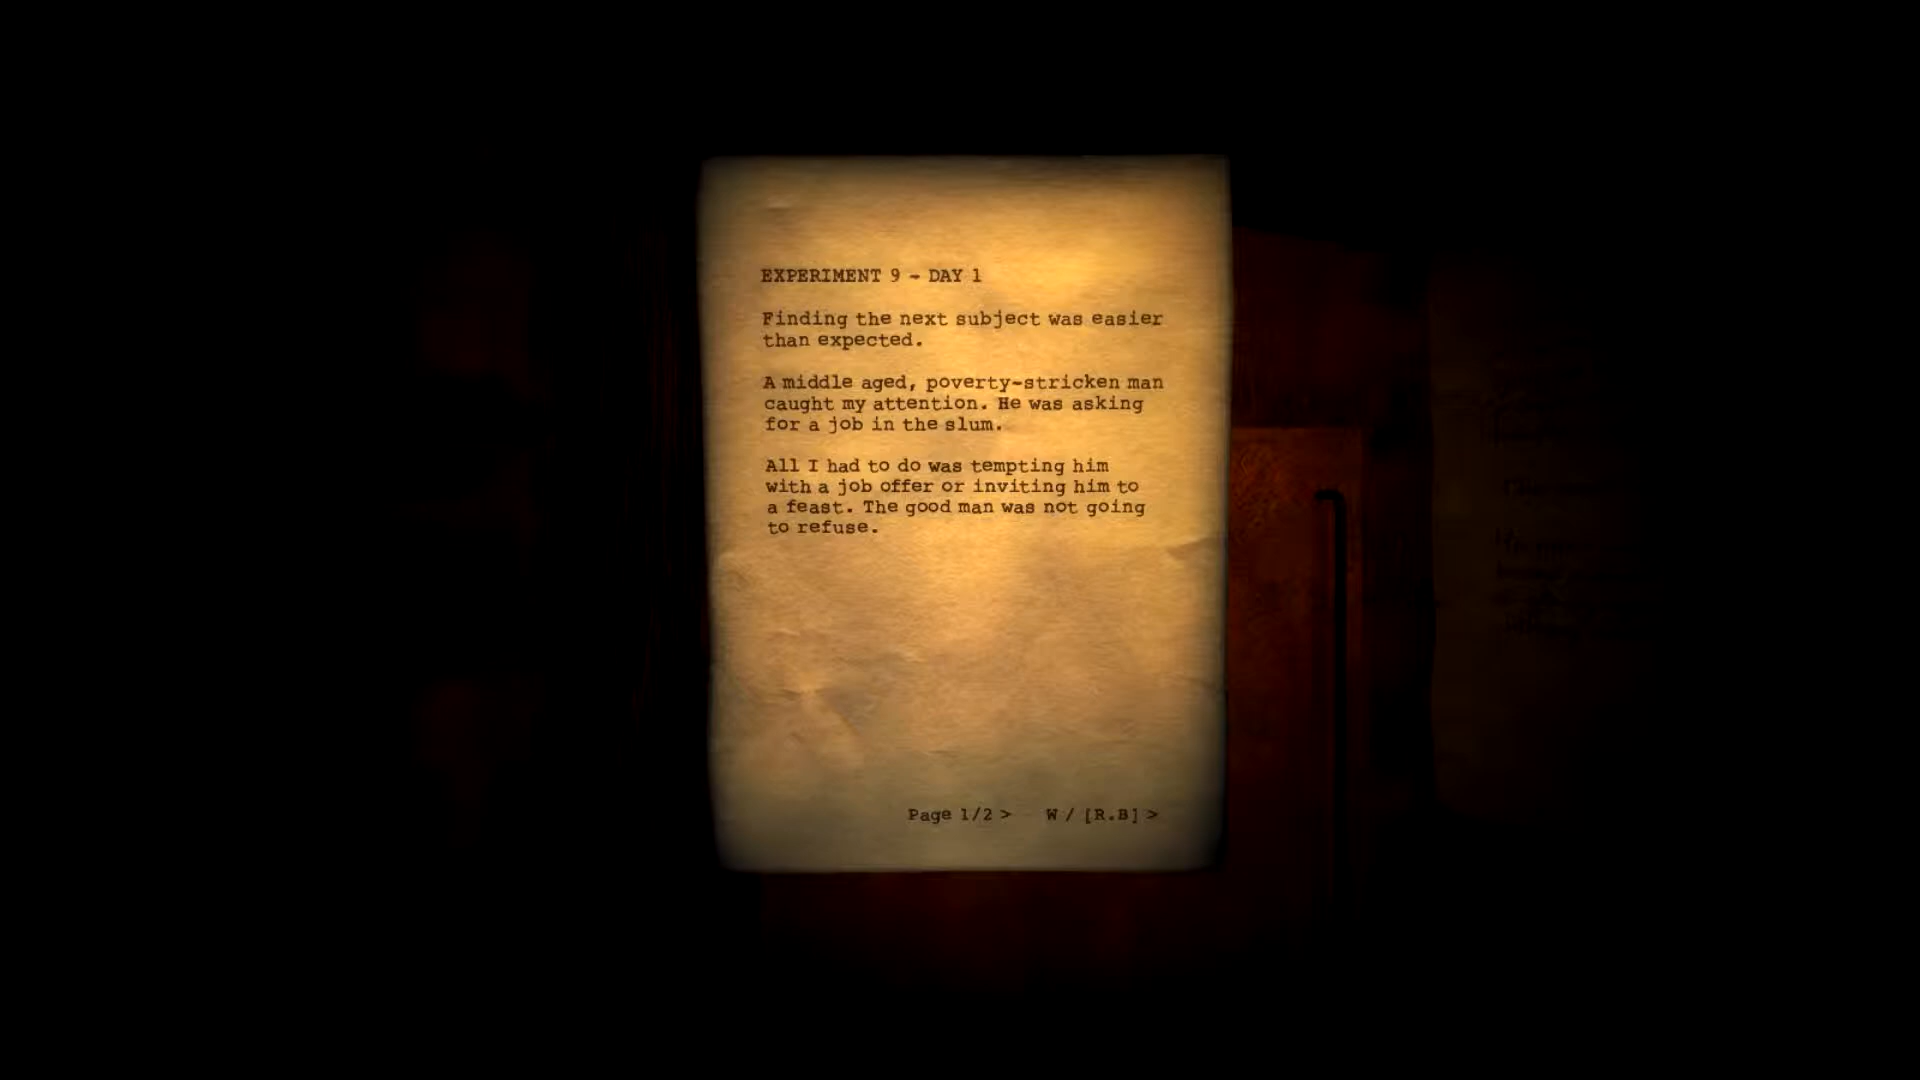 EXPERIMENT 9 - DAY 1
Finding the next subject was easier
than expected.
A middle aged, poverty-stricken man
caught my attention. He was asking
for a job in the slum.
All I had to do was tempting him
with a job offer or inviting him to
a feast. The good man was not going
to refuse.
Page 1/2 > W / [R.B] >